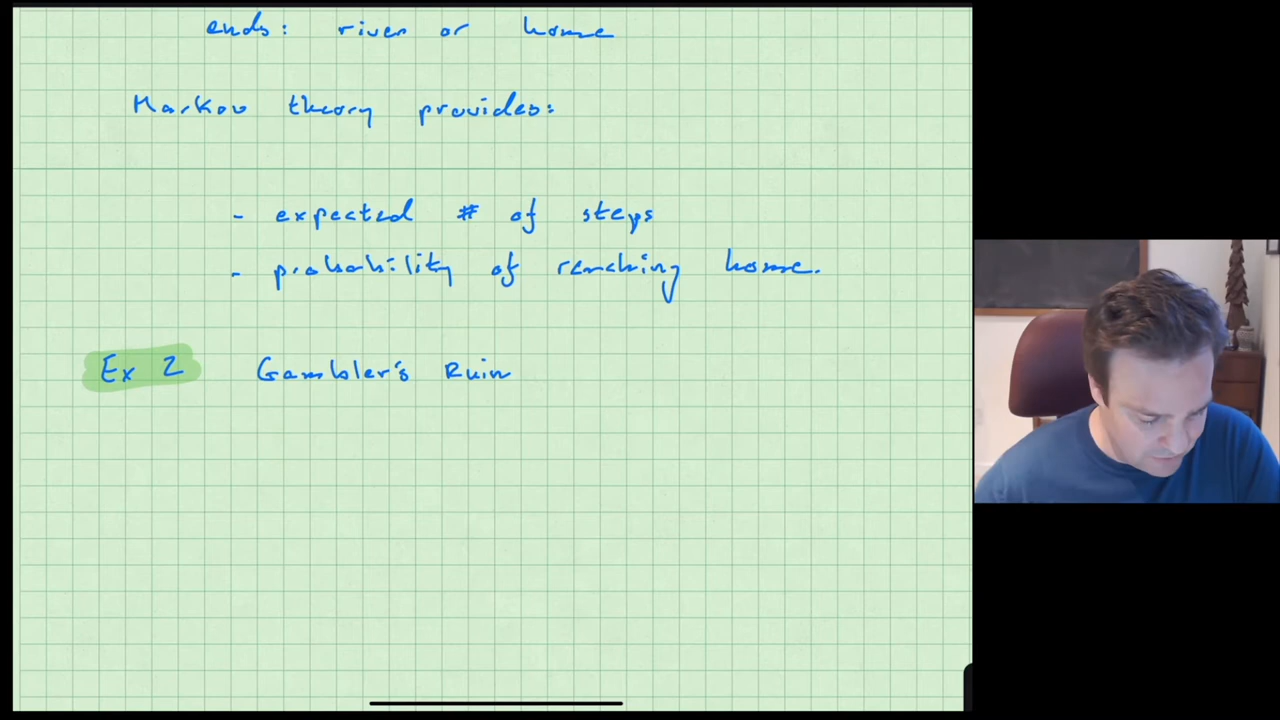 ends: river or home
Markov theory provides:
- expected # of steps
- probability of reaching home.
Ex 2 Gambler's Ruin